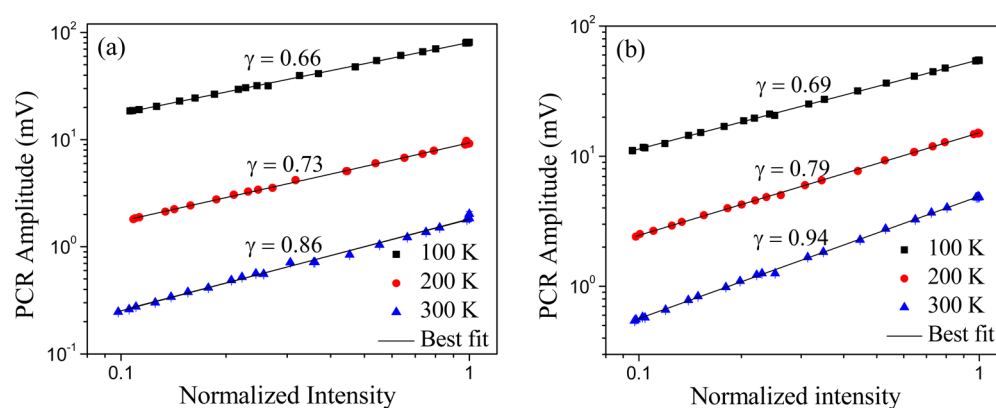 (a)
10²
10¹
10⁰
10⁻¹
PCR Amplitude (mV)
γ = 0.66
γ = 0.73
γ = 0.86
100 K
200 K
300 K
Best fit
0.1
1
Normalized Intensity
(b)
10²
10¹
10⁰
PCR Amplitude (mV)
γ = 0.69
γ = 0.79
γ = 0.94
100 K
200 K
300 K
Best fit
0.1
1
Normalized intensity